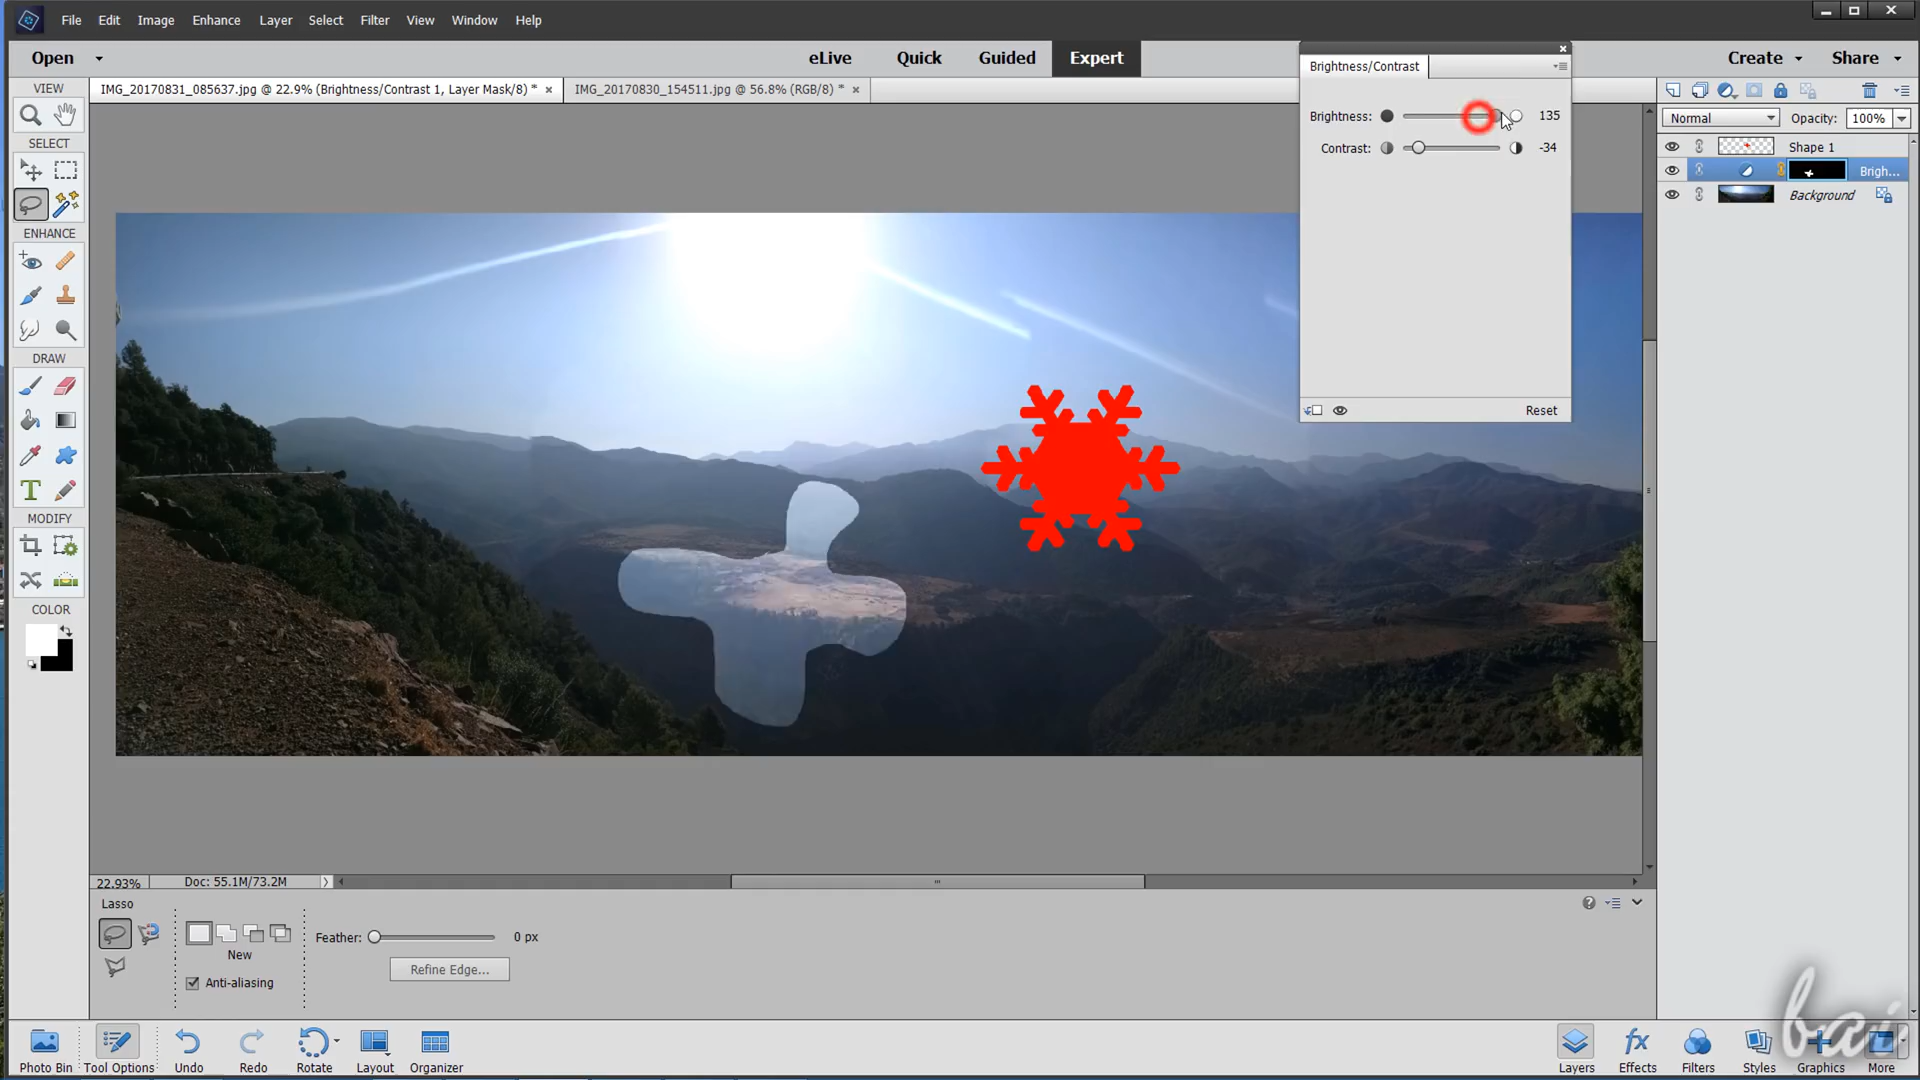 File Edit Image Enhance Layer Select Filter View Window Help
Open eLive Quick Guided Expert Create Share
Brightness/Contrast
VIEW
IMG_20170831_085637.jpg @ 22.9% (Brightness/Contrast 1, Layer Mask/8) *
IMG_20170830_154511.jpg @ 56.8% (RGB/8) *
Brightness: 135
Contrast: -34
Reset
Normal Opacity: 100%
Shape 1
Brigh...
Background
SELECT
ENHANCE
DRAW
T
MODIFY
COLOR
22.93% Doc: 55.1M/73.2M
Lasso
Feather: 0 px
New
Refine Edge...
Anti-aliasing
Photo Bin Tool Options Undo Redo Rotate Layout Organizer
fx
Layers Effects Filters Styles Graphics More
bai